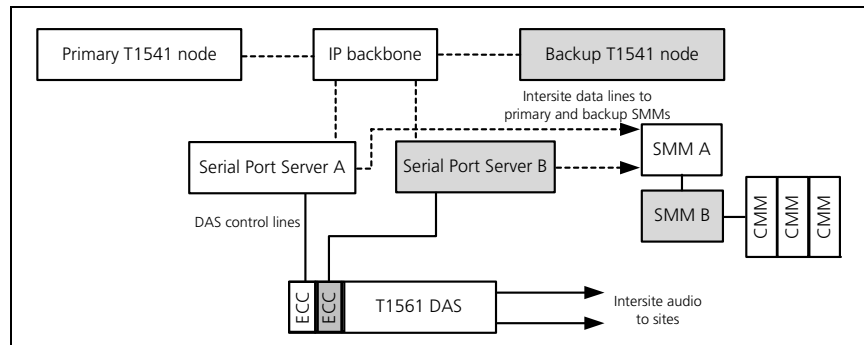 Primary T1541 node
IP backbone
Backup T1541 node
Intersite data lines to
primary and backup SMMs
Serial Port Server A
Serial Port Server B
SMM A
SMM B
CMM
CMM
CMM
DAS control lines
ECC
ECC
T1561 DAS
Intersite audio
to sites